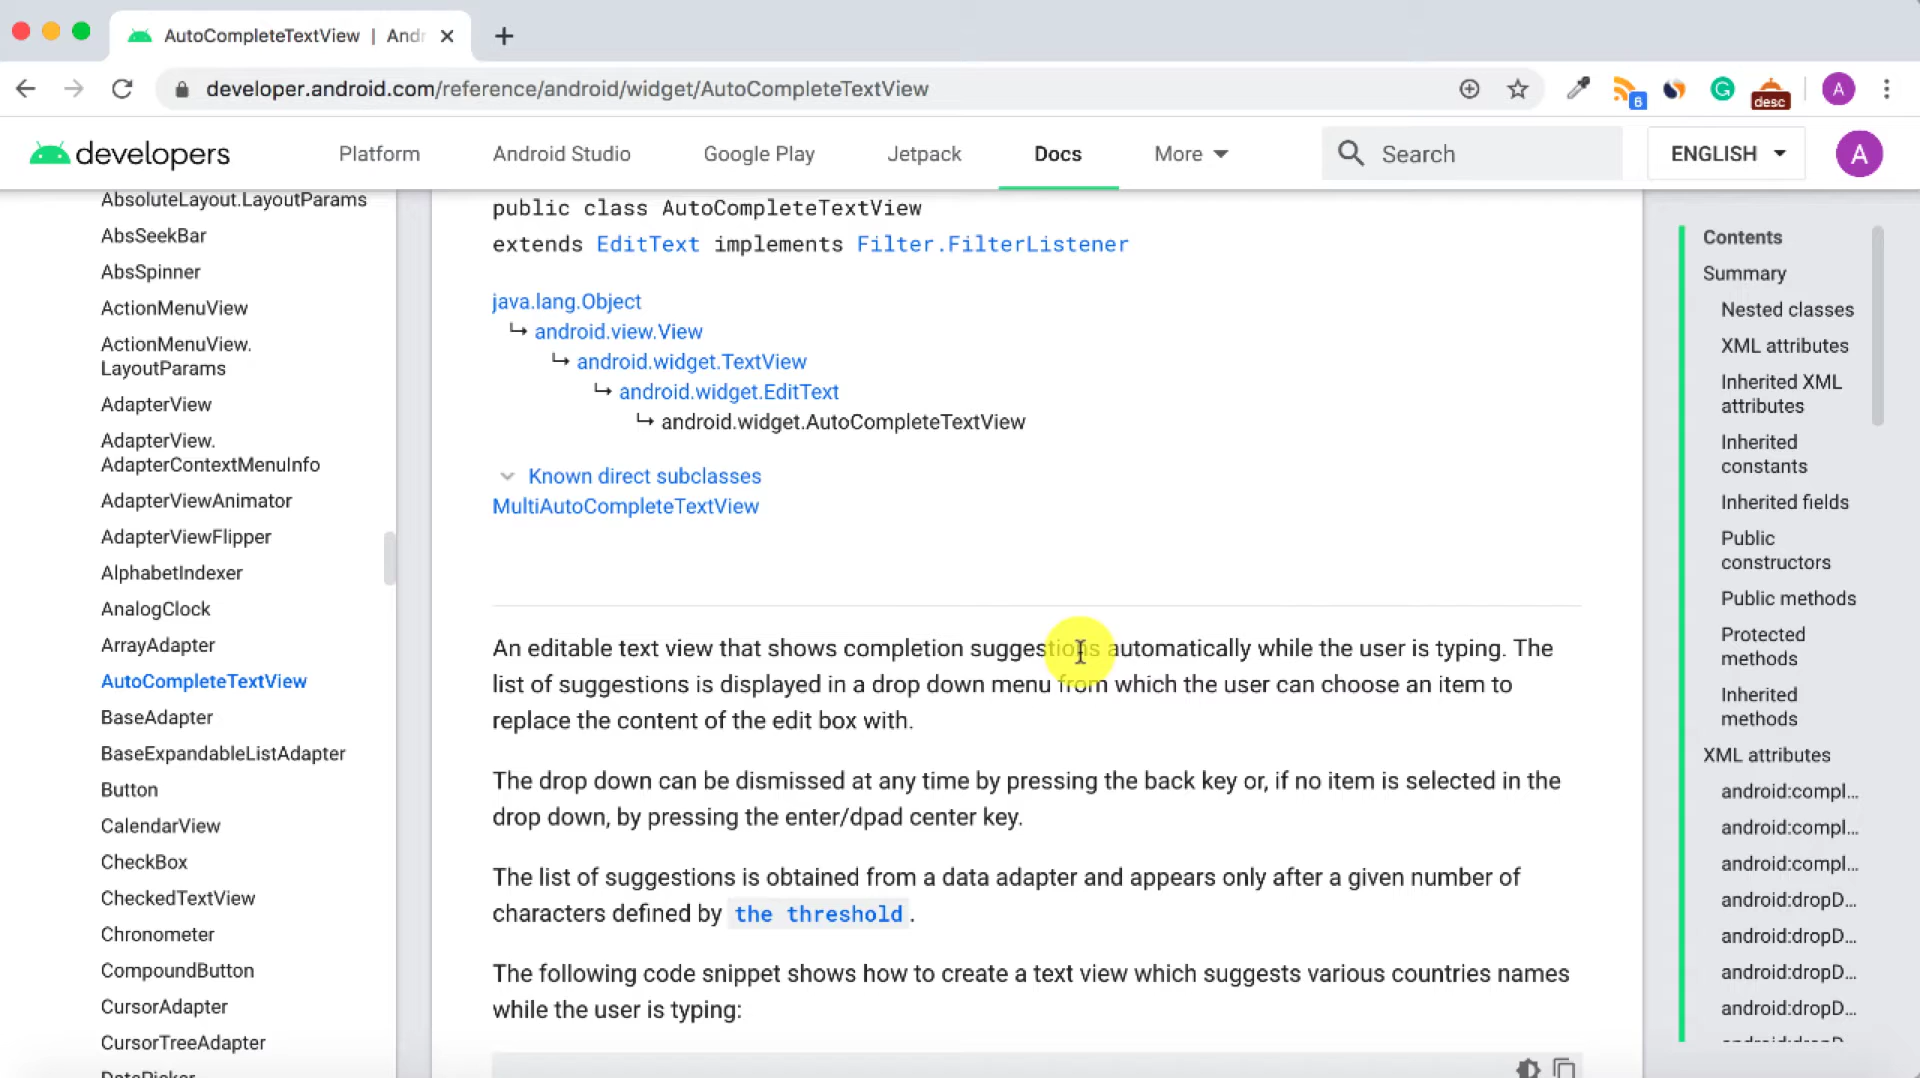 AutoCompleteTextView | Andr
developer.android.com/reference/android/widget/AutoCompleteTextView
6
desc
A
developers
Platform
Android Studio
Google Play
Jetpack
Docs
More
Search
ENGLISH
A
AbsoluteLayout.LayoutParams
AbsSeekBar
AbsSpinner
ActionMenuView
ActionMenuView.
LayoutParams
AdapterView
AdapterView.
AdapterContextMenuInfo
AdapterViewAnimator
AdapterViewFlipper
AlphabetIndexer
AnalogClock
ArrayAdapter
AutoCompleteTextView
BaseAdapter
BaseExpandableListAdapter
Button
CalendarView
CheckBox
CheckedTextView
Chronometer
CompoundButton
CursorAdapter
CursorTreeAdapter
DatePicker
public class AutoCompleteTextView
extends EditText implements Filter.FilterListener
java.lang.Object
↳ android.view.View
↳ android.widget.TextView
↳ android.widget.EditText
↳ android.widget.AutoCompleteTextView
Known direct subclasses
MultiAutoCompleteTextView
An editable text view that shows completion suggestions automatically while the user is typing. The
list of suggestions is displayed in a drop down menu from which the user can choose an item to
replace the content of the edit box with.
The drop down can be dismissed at any time by pressing the back key or, if no item is selected in the
drop down, by pressing the enter/dpad center key.
The list of suggestions is obtained from a data adapter and appears only after a given number of
characters defined by the threshold.
The following code snippet shows how to create a text view which suggests various countries names
while the user is typing:
Contents
Summary
Nested classes
XML attributes
Inherited XML
attributes
Inherited
constants
Inherited fields
Public
constructors
Public methods
Protected
methods
Inherited
methods
XML attributes
android:compl...
android:compl...
android:compl...
android:dropD...
android:dropD...
android:dropD...
android:dropD...
android:dropD...